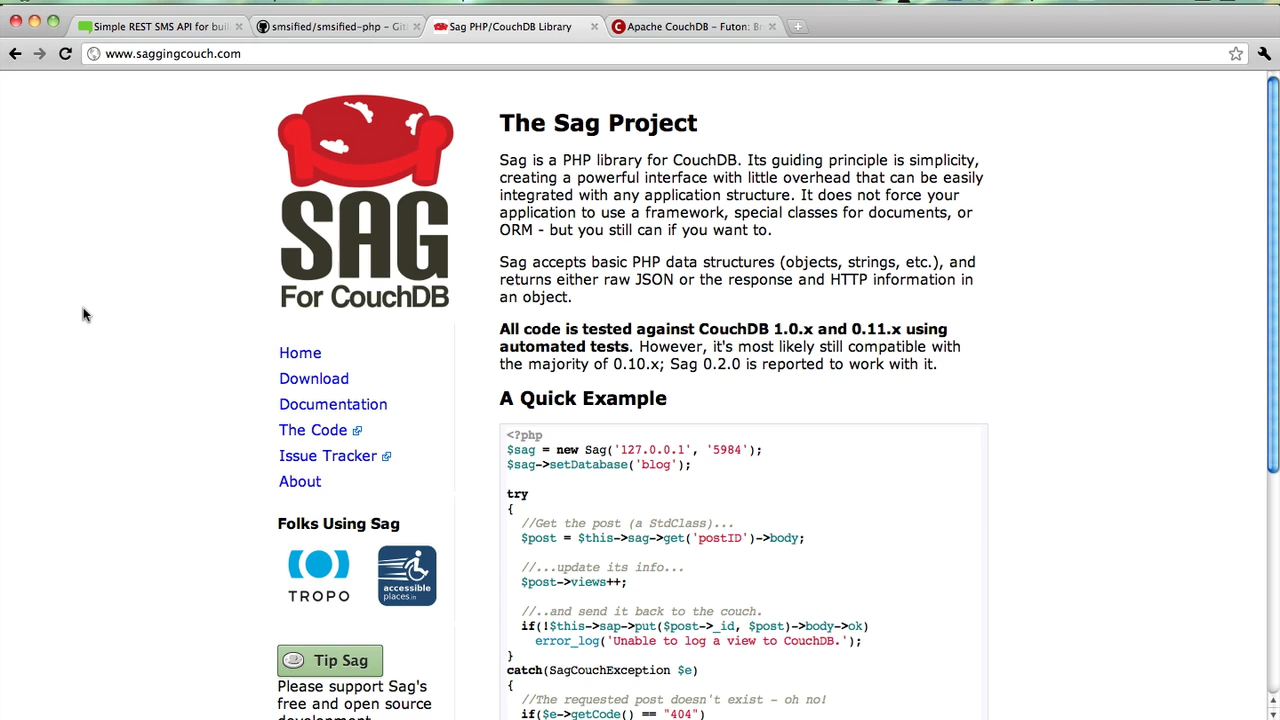 Simple REST SMS API for buil
smsified/smsified-php - Git
Sag PHP/CouchDB Library
Apache CouchDB - Futon: Br
www.saggingcouch.com
SAG
For CouchDB
Home
Download
Documentation
The Code
Issue Tracker
About
Folks Using Sag
TROPO
accessible
places.in
Tip Sag
Please support Sag's
free and open source
development
The Sag Project
Sag is a PHP library for CouchDB. Its guiding principle is simplicity,
creating a powerful interface with little overhead that can be easily
integrated with any application structure. It does not force your
application to use a framework, special classes for documents, or
ORM - but you still can if you want to.
Sag accepts basic PHP data structures (objects, strings, etc.), and
returns either raw JSON or the response and HTTP information in
an object.
All code is tested against CouchDB 1.0.x and 0.11.x using
automated tests. However, it's most likely still compatible with
the majority of 0.10.x; Sag 0.2.0 is reported to work with it.
A Quick Example
<?php
$sag = new Sag('127.0.0.1', '5984');
$sag->setDatabase('blog');
try
{
//Get the post (a StdClass)...
$post = $this->sag->get('postID')->body;
//...update its info...
$post->views++;
//..and send it back to the couch.
if(!$this->sap->put($post->_id, $post)->body->ok)
error_log('Unable to log a view to CouchDB.');
}
catch(SagCouchException $e)
{
//The requested post doesn't exist - oh no!
if($e->getCode() == "404")